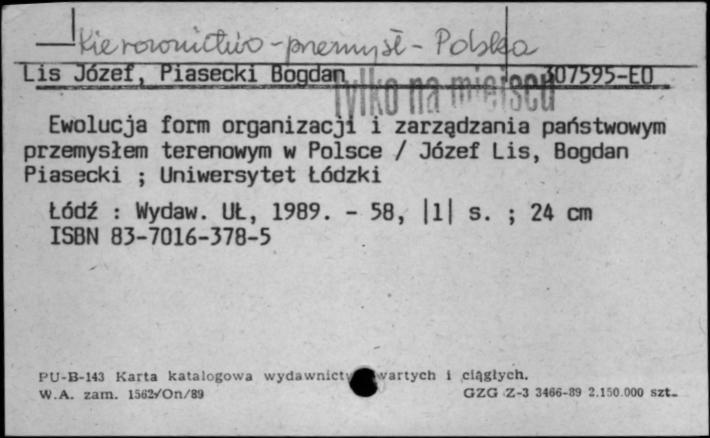 Kierownictwo - przemysł - Polska
Lis Józef, Piasecki Bogdan 307595-EO
Tylko na miejscu
Ewolucja form organizacji i zarządzania państwowym
przemysłem terenowym w Polsce / Józef Lis, Bogdan
Piasecki ; Uniwersytet Łódzki
Łódź : Wydaw. UŁ, 1989. - 58, |1| s. ; 24 cm
ISBN 83-7016-378-5
PU-B-143 Karta katalogowa wydawnictw zwartych i ciągłych.
W.A. zam. 1562/On/89 GZG Z-3 3466-89 2.150.000 szt.